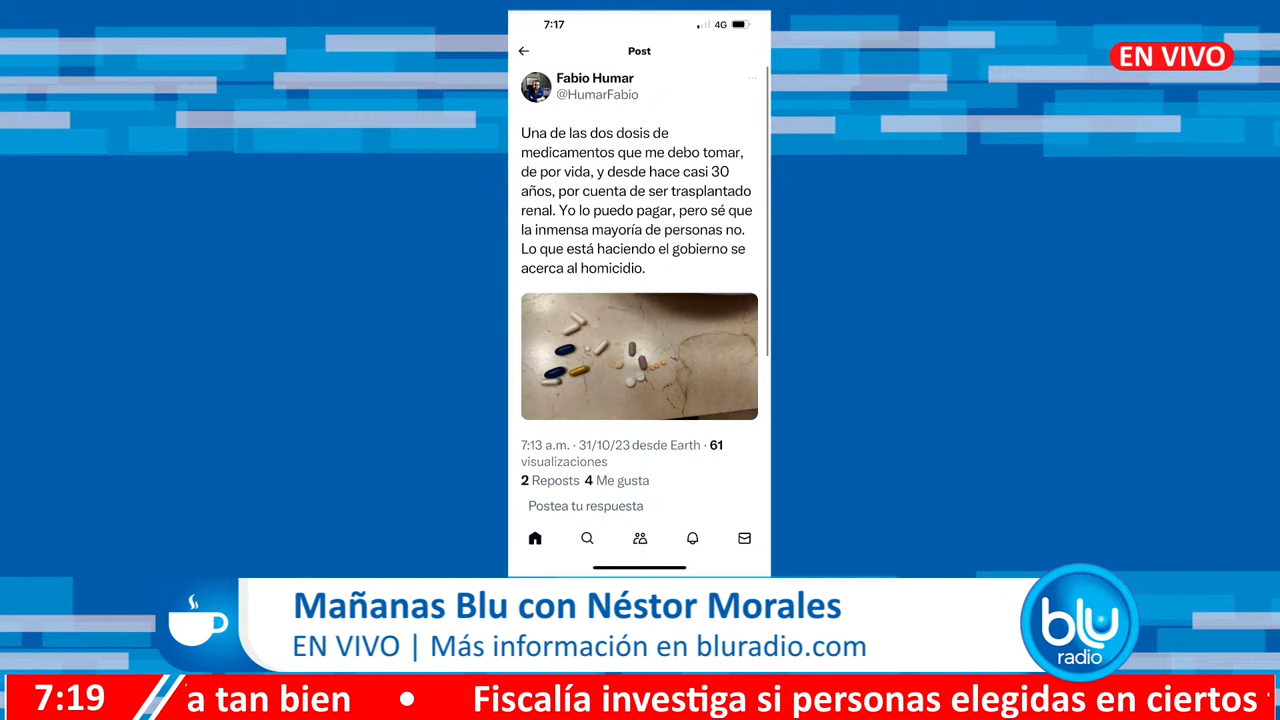 7:17
4G
Post
EN VIVO
Fabio Humar
@HumarFabio
Una de las dos dosis de
medicamentos que me debo tomar,
de por vida, y desde hace casi 30
años, por cuenta de ser trasplantado
renal. Yo lo puedo pagar, pero sé que
la inmensa mayoría de personas no.
Lo que está haciendo el gobierno se
acerca al homicidio.
7:13 a.m. · 31/10/23 desde Earth · 61
visualizaciones
2 Reposts 4 Me gusta
Postea tu respuesta
Mañanas Blu con Néstor Morales
EN VIVO | Más información en bluradio.com
blu
radio
7:19
a tan bien • Fiscalía investiga si personas elegidas en ciertos